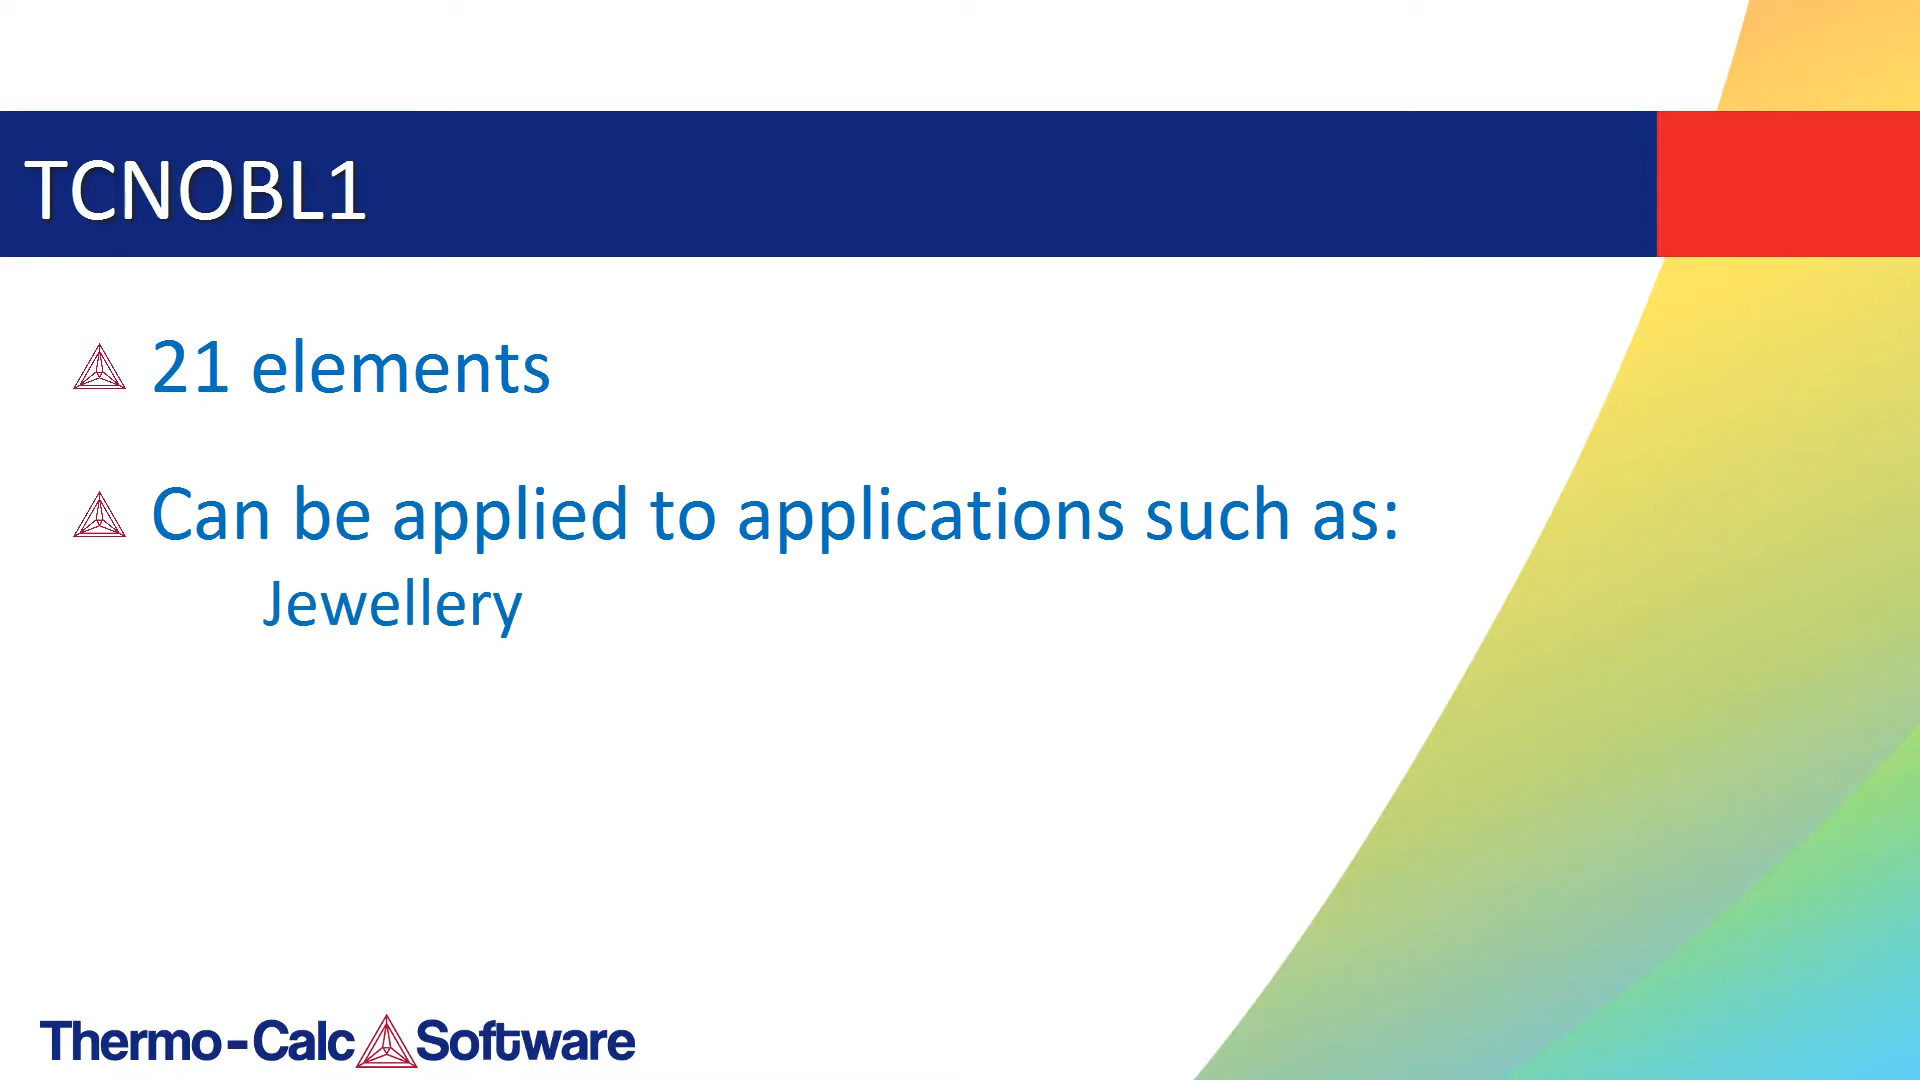 TCNOBL1
21 elements
Can be applied to applications such as:
Jewellery
Thermo-Calc Software